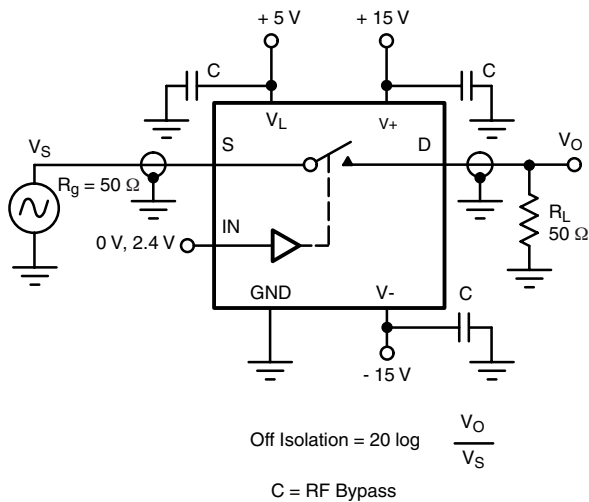 + 5 V
+ 15 V
C
C
V_L
V+
V_S
S
D
V_O
R_g = 50 Ω
R_L
50 Ω
IN
0 V, 2.4 V
GND
V-
C
- 15 V
Off Isolation = 20 log V_O / V_S
C = RF Bypass